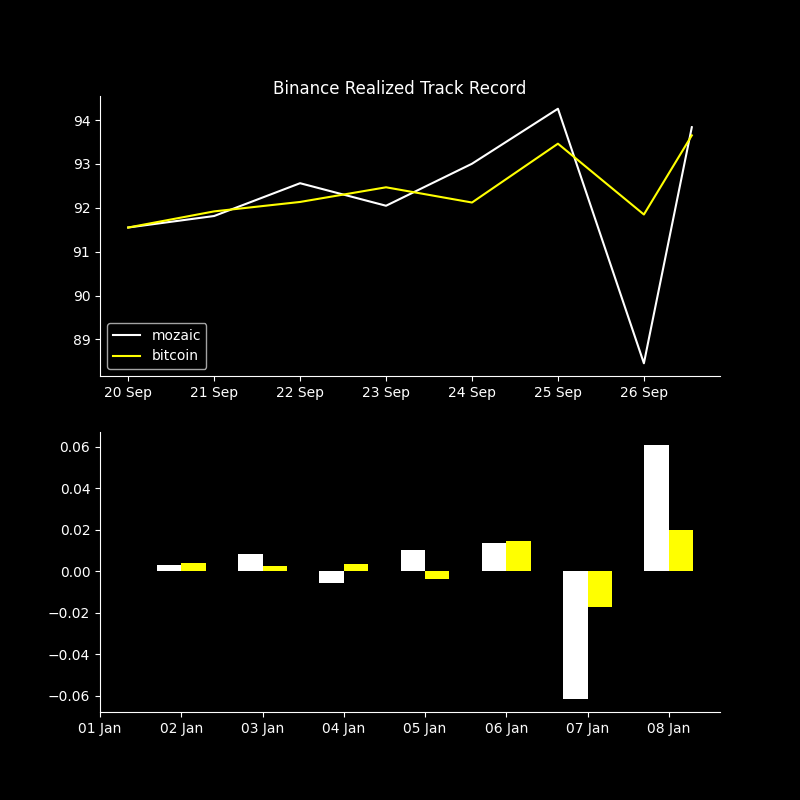 Binance Realized Track Record
94
93
92
91
90
89
mozaic
bitcoin
20 Sep 21 Sep 22 Sep 23 Sep 24 Sep 25 Sep 26 Sep
0.06
0.04
0.02
0.00
−0.02
−0.04
−0.06
01 Jan 02 Jan 03 Jan 04 Jan 05 Jan 06 Jan 07 Jan 08 Jan